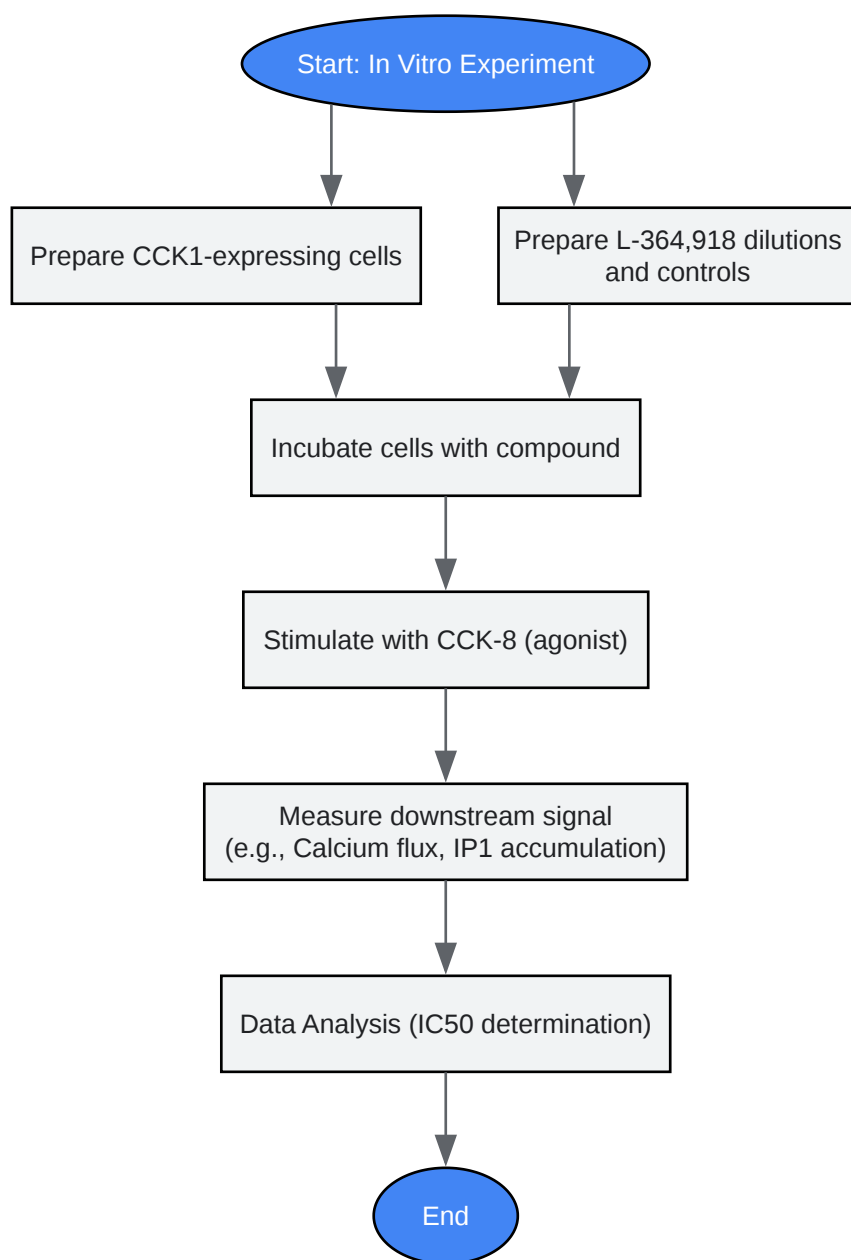 Start: In Vitro Experiment
Prepare CCK1-expressing cells
Prepare L-364,918 dilutions
and controls
Incubate cells with compound
Stimulate with CCK-8 (agonist)
Measure downstream signal
(e.g., Calcium flux, IP1 accumulation)
Data Analysis (IC50 determination)
End